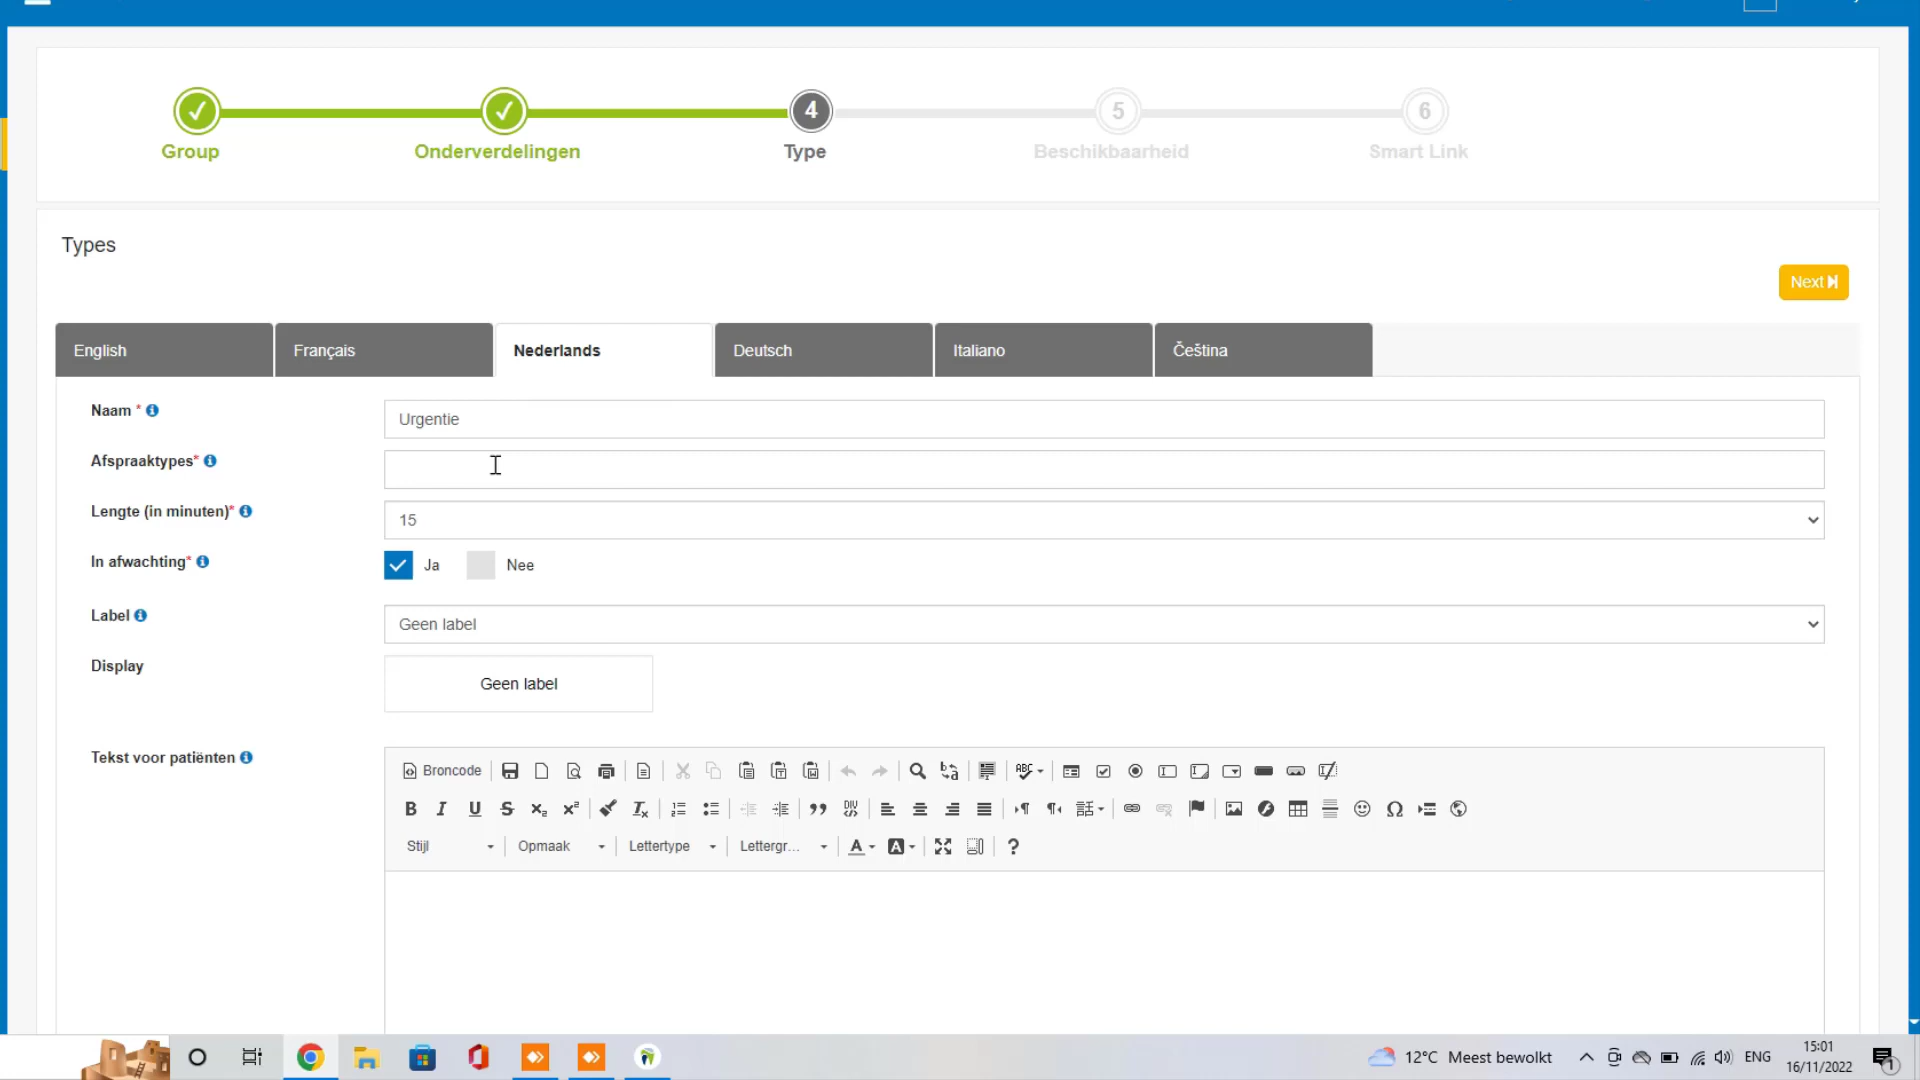 4
5
6
Group
Onderverdelingen
Type
Beschikbaarheid
Smart Link
Types
Next
English
Français
Nederlands
Deutsch
Italiano
Čeština
Naam *
Urgentie
Afspraaktypes*
Lengte (in minuten)*
15
In afwachting*
Ja
Nee
Label
Geen label
Display
Geen label
Tekst voor patiënten
Broncode
Stijl
Opmaak
Lettertype
Lettergr...
12°C Meest bewolkt
ENG
15:01
16/11/2022
1